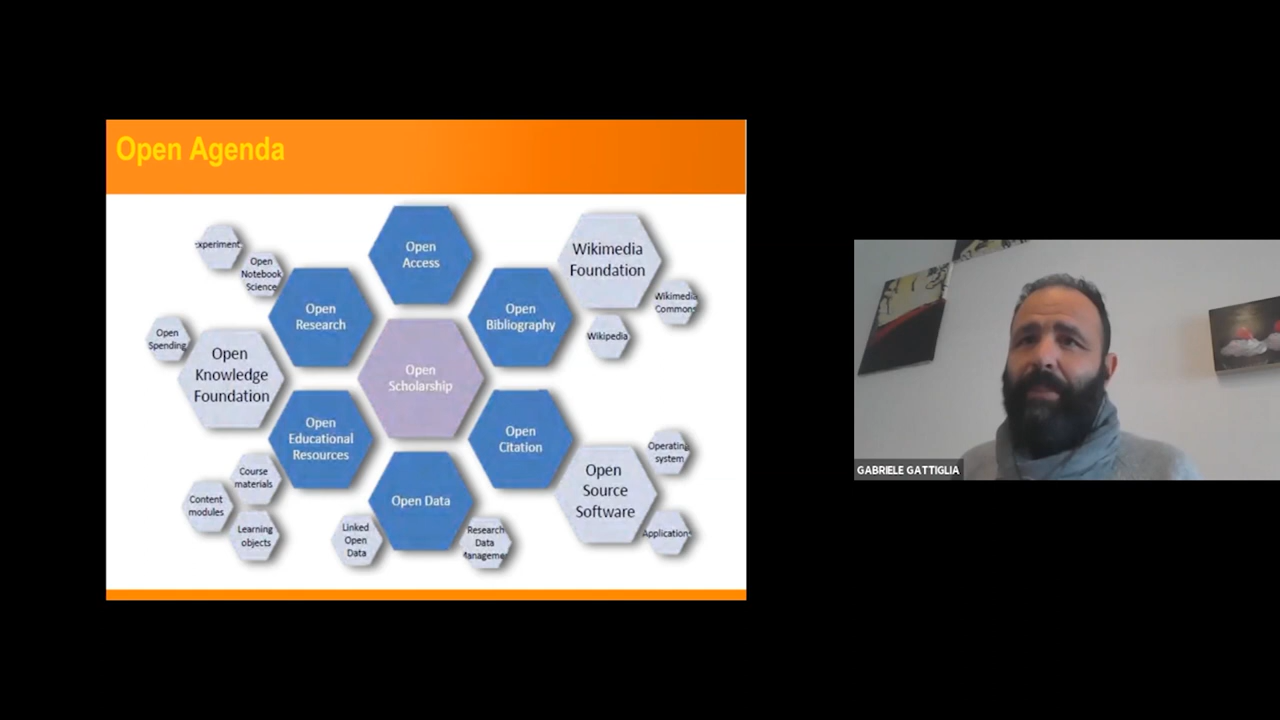 Open Agenda
Open
Access
Wikimedia
Foundation
Wikimedia
Commons
Wikipedia
Open
Notebook
Science
Open
Research
Open
Bibliography
Open
Spending
Open
Knowledge
Foundation
Open
Scholarship
Open
Educational
Resources
Open
Citation
Operating
system
Open
Source
Software
Course
materials
Content
modules
Learning
objects
Open Data
Linked
Open
Data
Research
Data
GABRIELE GATTIGLIA